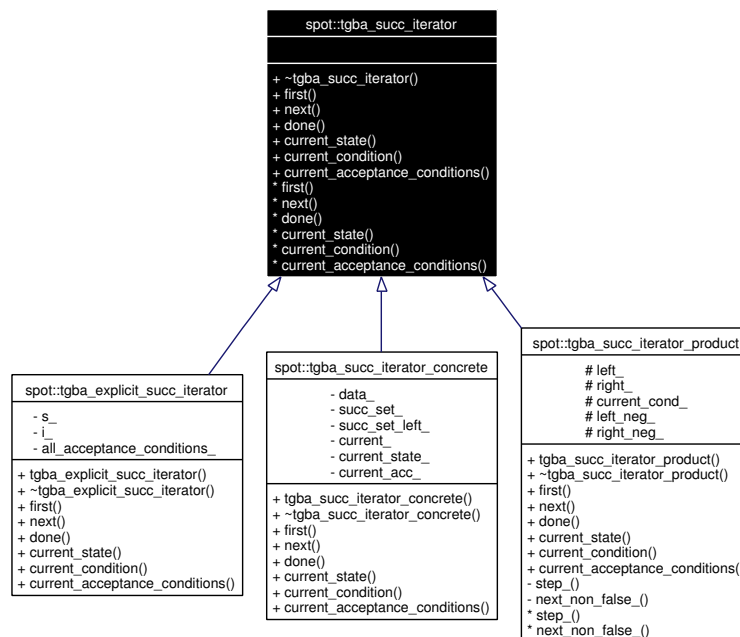 spot::tgba_succ_iterator
+ ~tgba_succ_iterator()
+ first()
+ next()
+ done()
+ current_state()
+ current_condition()
+ current_acceptance_conditions()
* first()
* next()
* done()
* current_state()
* current_condition()
* current_acceptance_conditions()
spot::tgba_explicit_succ_iterator
- s_
- i_
- all_acceptance_conditions_
+ tgba_explicit_succ_iterator()
+ ~tgba_explicit_succ_iterator()
+ first()
+ next()
+ done()
+ current_state()
+ current_condition()
+ current_acceptance_conditions()
spot::tgba_succ_iterator_concrete
- data_
- succ_set_
- succ_set_left_
- current_
- current_state_
- current_acc_
+ tgba_succ_iterator_concrete()
+ ~tgba_succ_iterator_concrete()
+ first()
+ next()
+ done()
+ current_state()
+ current_condition()
+ current_acceptance_conditions()
spot::tgba_succ_iterator_product
# left_
# right_
# current_cond_
# left_neg_
# right_neg_
+ tgba_succ_iterator_product()
+ ~tgba_succ_iterator_product()
+ first()
+ next()
+ done()
+ current_state()
+ current_condition()
+ current_acceptance_conditions(
- step_()
- next_non_false_()
* step_()
* next_non_false_()